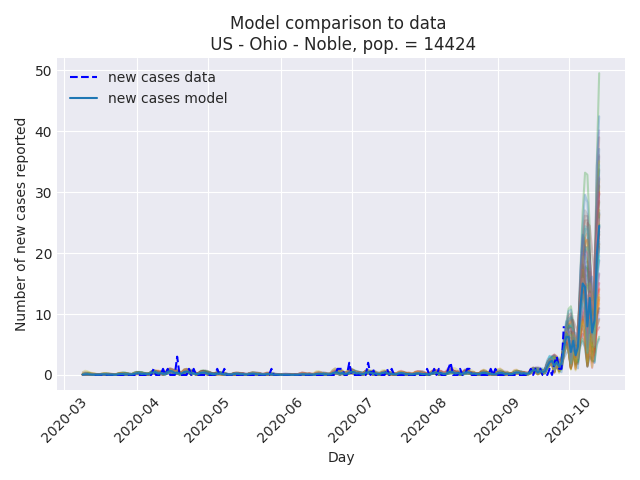 Model comparison to data
US - Ohio - Noble, pop. = 14424
new cases data
new cases model
Number of new cases reported
50
40
30
20
10
0
2020-03
2020-04
2020-05
2020-06
2020-07
2020-08
2020-09
2020-10
Day